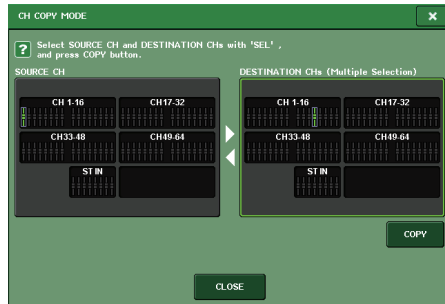 CH COPY MODE
Select SOURCE CH and DESTINATION CHs with 'SEL' ,
and press COPY button.
SOURCE CH
DESTINATION CHs (Multiple Selection)
CH 1-16
CH17-32
CH33-48
CH49-64
ST IN
CH 1-16
CH17-32
CH33-48
CH49-64
ST IN
COPY
CLOSE